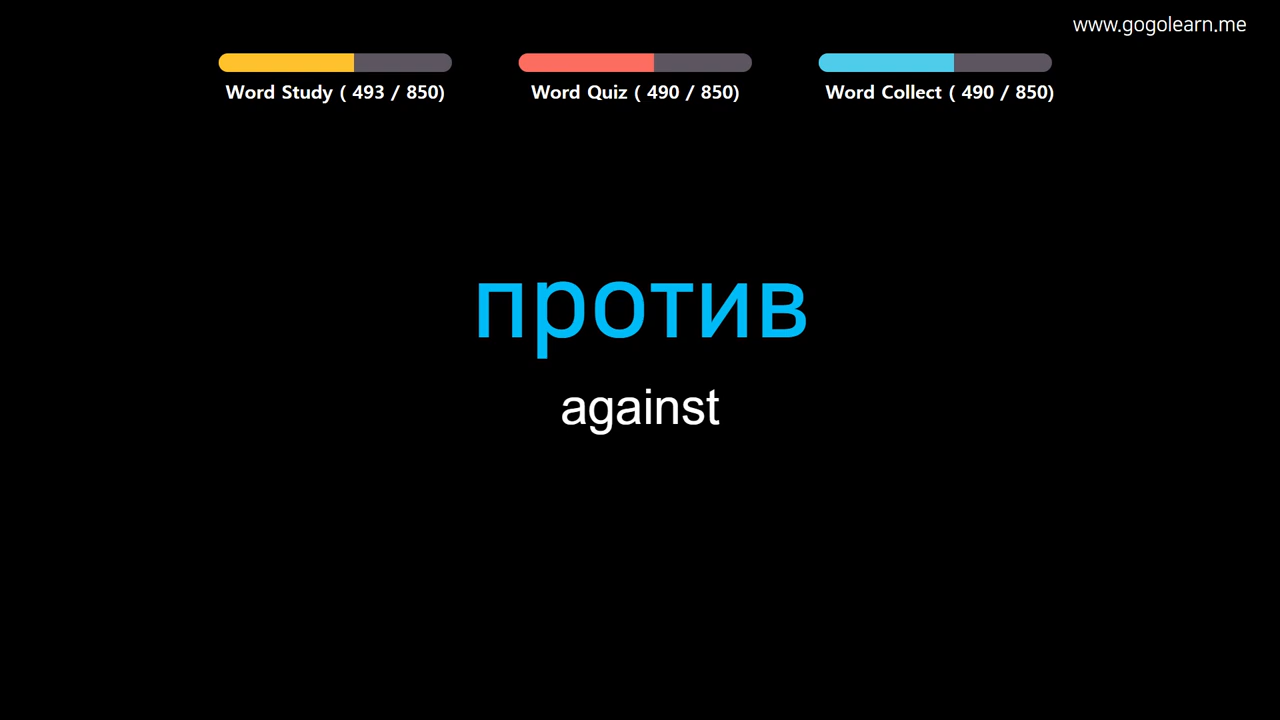 www.gogolearn.me
Word Study ( 493 / 850)
Word Quiz ( 490 / 850)
Word Collect ( 490 / 850)
против
against